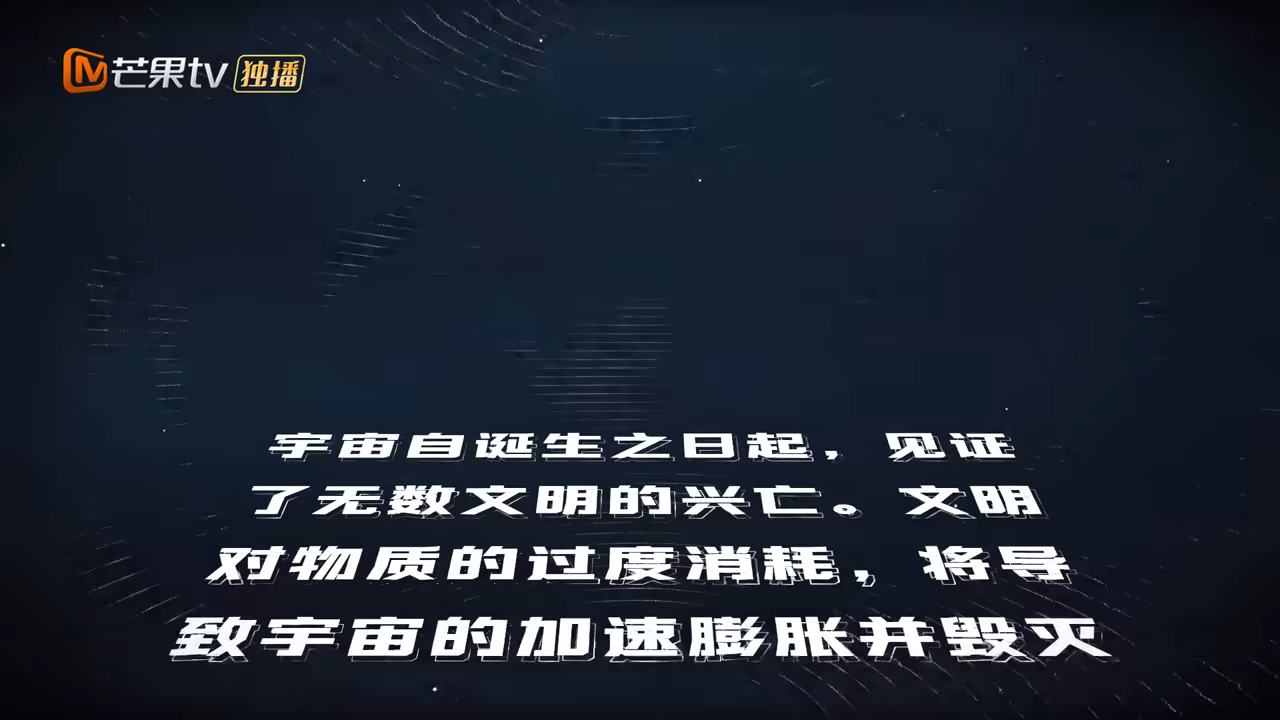 芒果tv 独播
宇宙自诞生之日起，见证
了无数文明的兴亡。文明
对物质的过度消耗，将导
致宇宙的加速膨胀并毁灭